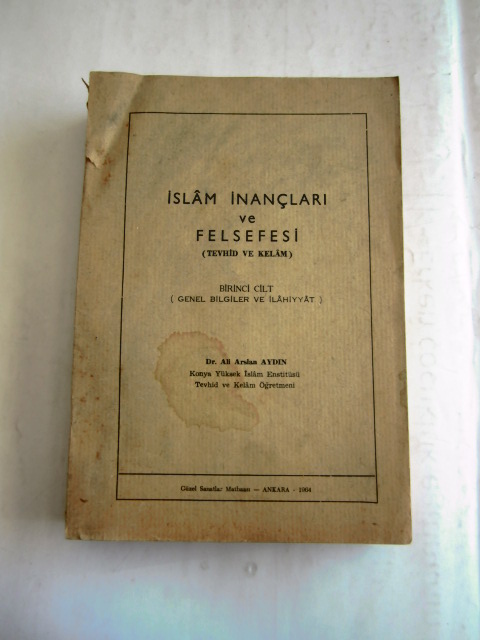 İSLÂM İNANÇLARI
ve
FELSEFESİ
(TEVHÎD VE KELÂM)
BİRİNCİ CİLT
( GENEL BİLGİLER VE İLÂHİYYÂT )
Dr. Ali Arslan AYDIN
Konya Yüksek İslâm Enstitüsü
Tevhid ve Kelâm Öğretmeni
Güzel Sanatlar Matbaası — ANKARA - 1964